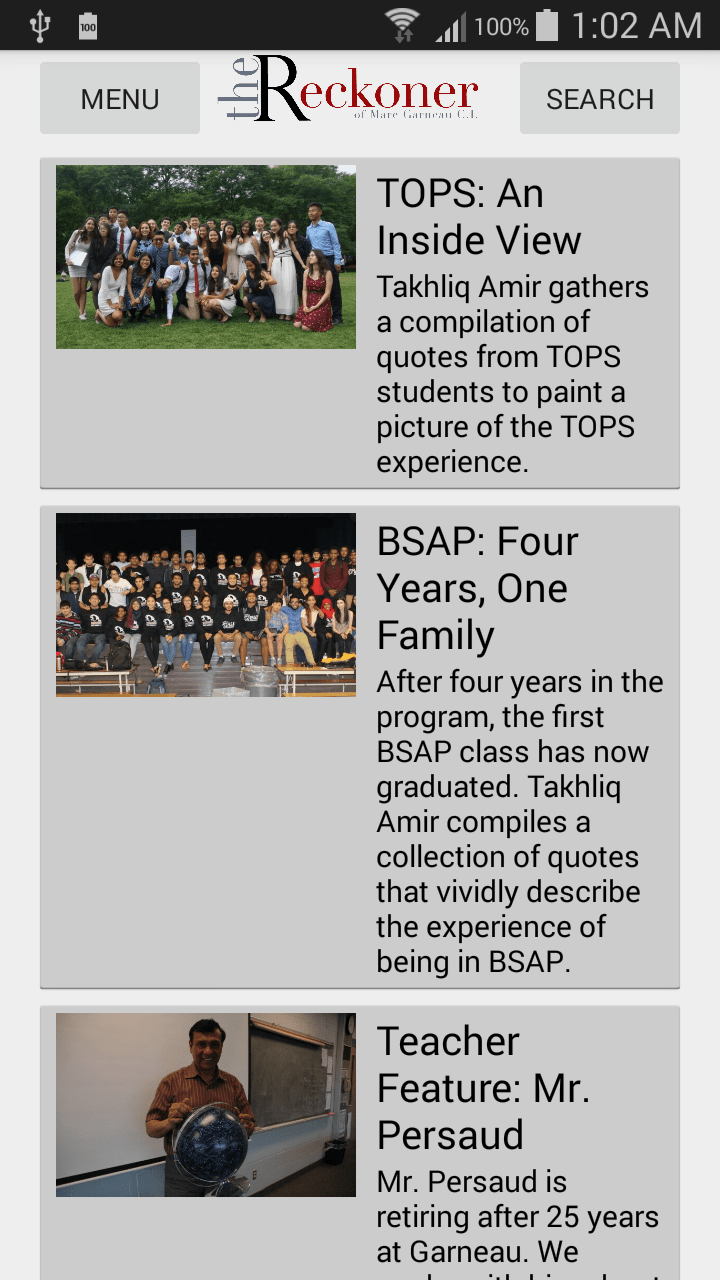 100 100% 1:02 AM
MENU the Reckoner SEARCH
of Marc Garneau C.I.
TOPS: An
Inside View
Takhliq Amir gathers
a compilation of
quotes from TOPS
students to paint a
picture of the TOPS
experience.
BSAP: Four
Years, One
Family
After four years in the
program, the first
BSAP class has now
graduated. Takhliq
Amir compiles a
collection of quotes
that vividly describe
the experience of
being in BSAP.
Teacher
Feature: Mr.
Persaud
Mr. Persaud is
retiring after 25 years
at Garneau. We